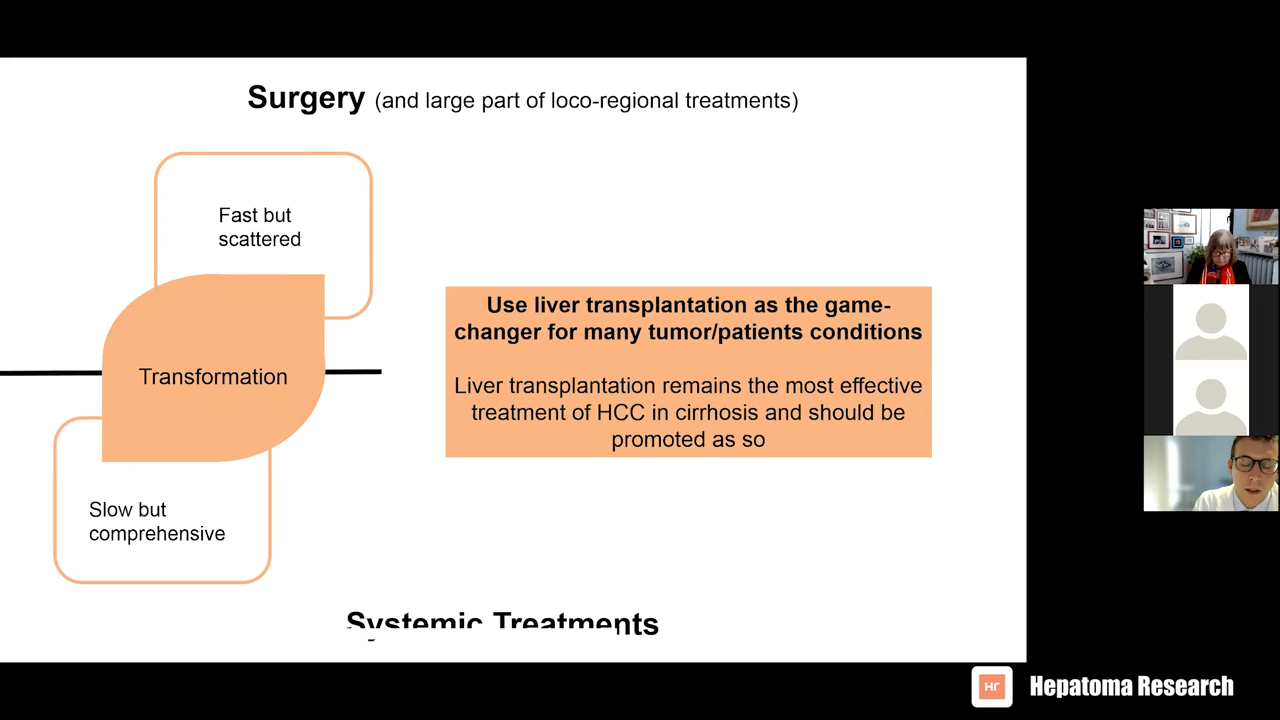 Surgery (and large part of loco-regional treatments)
Fast but
scattered
Transformation
Slow but
comprehensive
Use liver transplantation as the game-
changer for many tumor/patients conditions
Liver transplantation remains the most effective
treatment of HCC in cirrhosis and should be
promoted as so
Systemic Treatments
Hr
Hepatoma Research